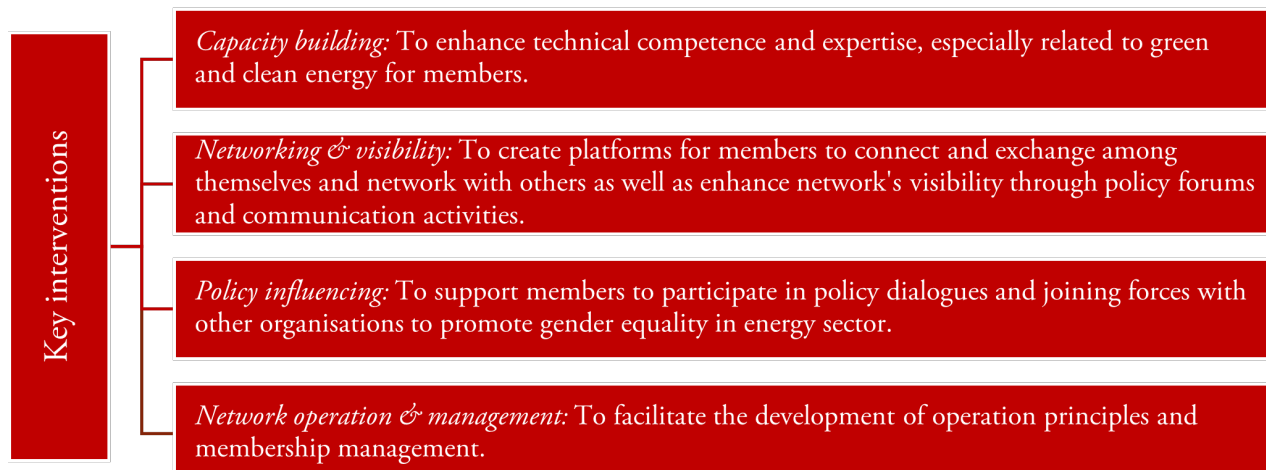 Key interventions
Capacity building: To enhance technical competence and expertise, especially related to green
and clean energy for members.
Networking & visibility: To create platforms for members to connect and exchange among
themselves and network with others as well as enhance network's visibility through policy forums
and communication activities.
Policy influencing: To support members to participate in policy dialogues and joining forces with
other organisations to promote gender equality in energy sector.
Network operation & management: To facilitate the development of operation principles and
membership management.